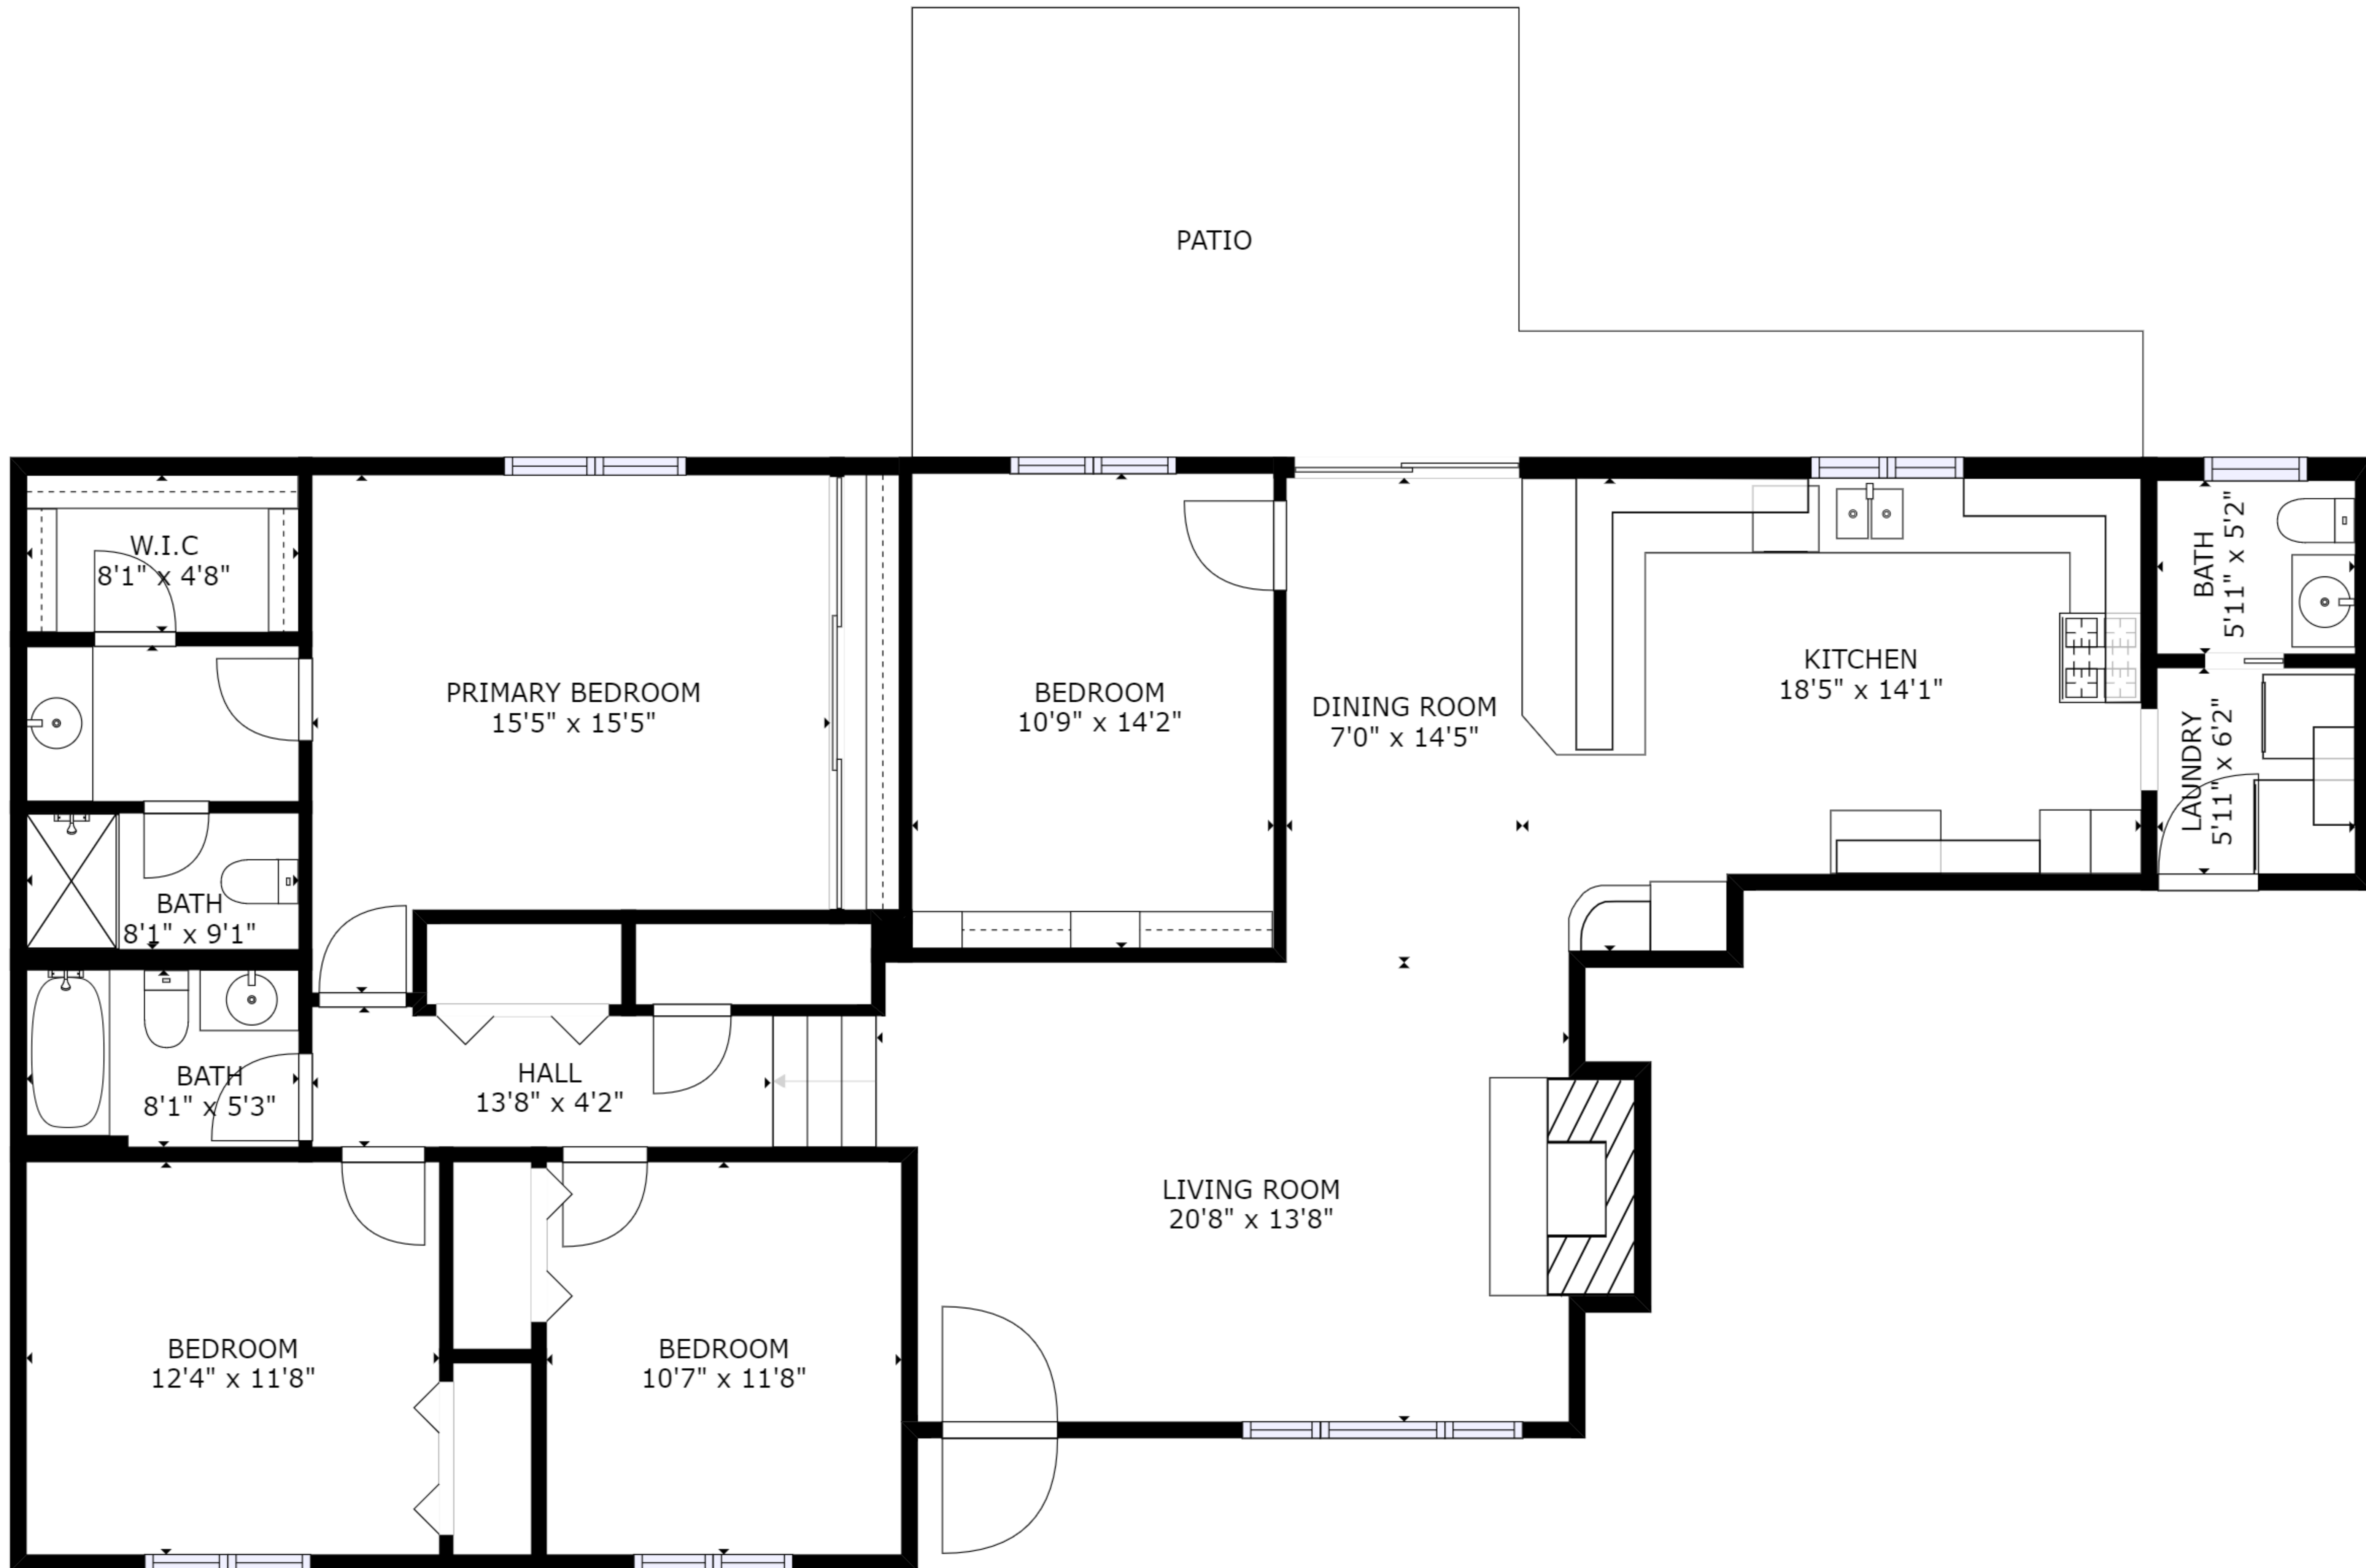 PATIO
W.I.C
8'1" x 4'8"
PRIMARY BEDROOM
15'5" x 15'5"
BEDROOM
10'9" x 14'2"
DINING ROOM
7'0" x 14'5"
KITCHEN
18'5" x 14'1"
BATH
5'11" x 5'2"
LAUNDRY
5'11" x 6'2"
BATH
8'1" x 9'1"
BATH
8'1" x 5'3"
HALL
13'8" x 4'2"
LIVING ROOM
20'8" x 13'8"
BEDROOM
12'4" x 11'8"
BEDROOM
10'7" x 11'8"